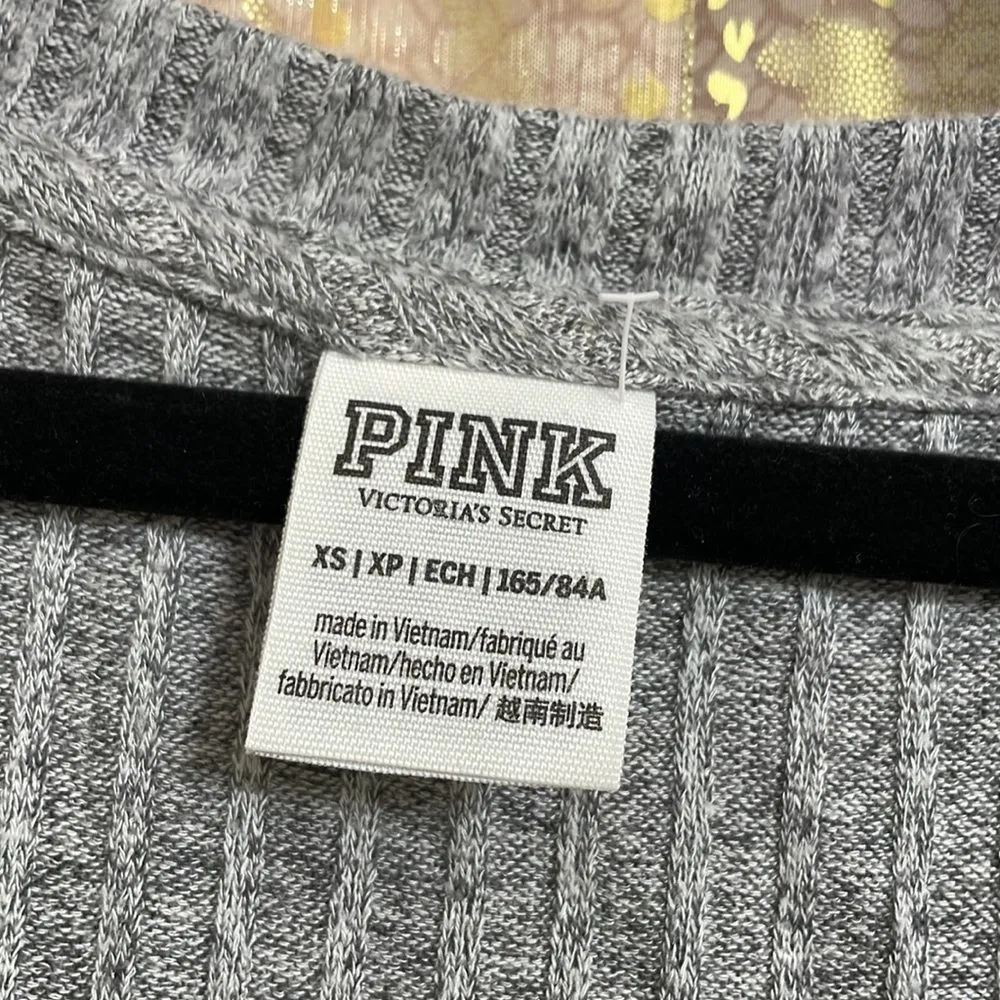 PINK
VICTORIA'S SECRET
XS | XP | ECH | 165/84A
made in Vietnam/fabriqué au
Vietnam/hecho en Vietnam/
fabbricato in Vietnam/ 越南制造